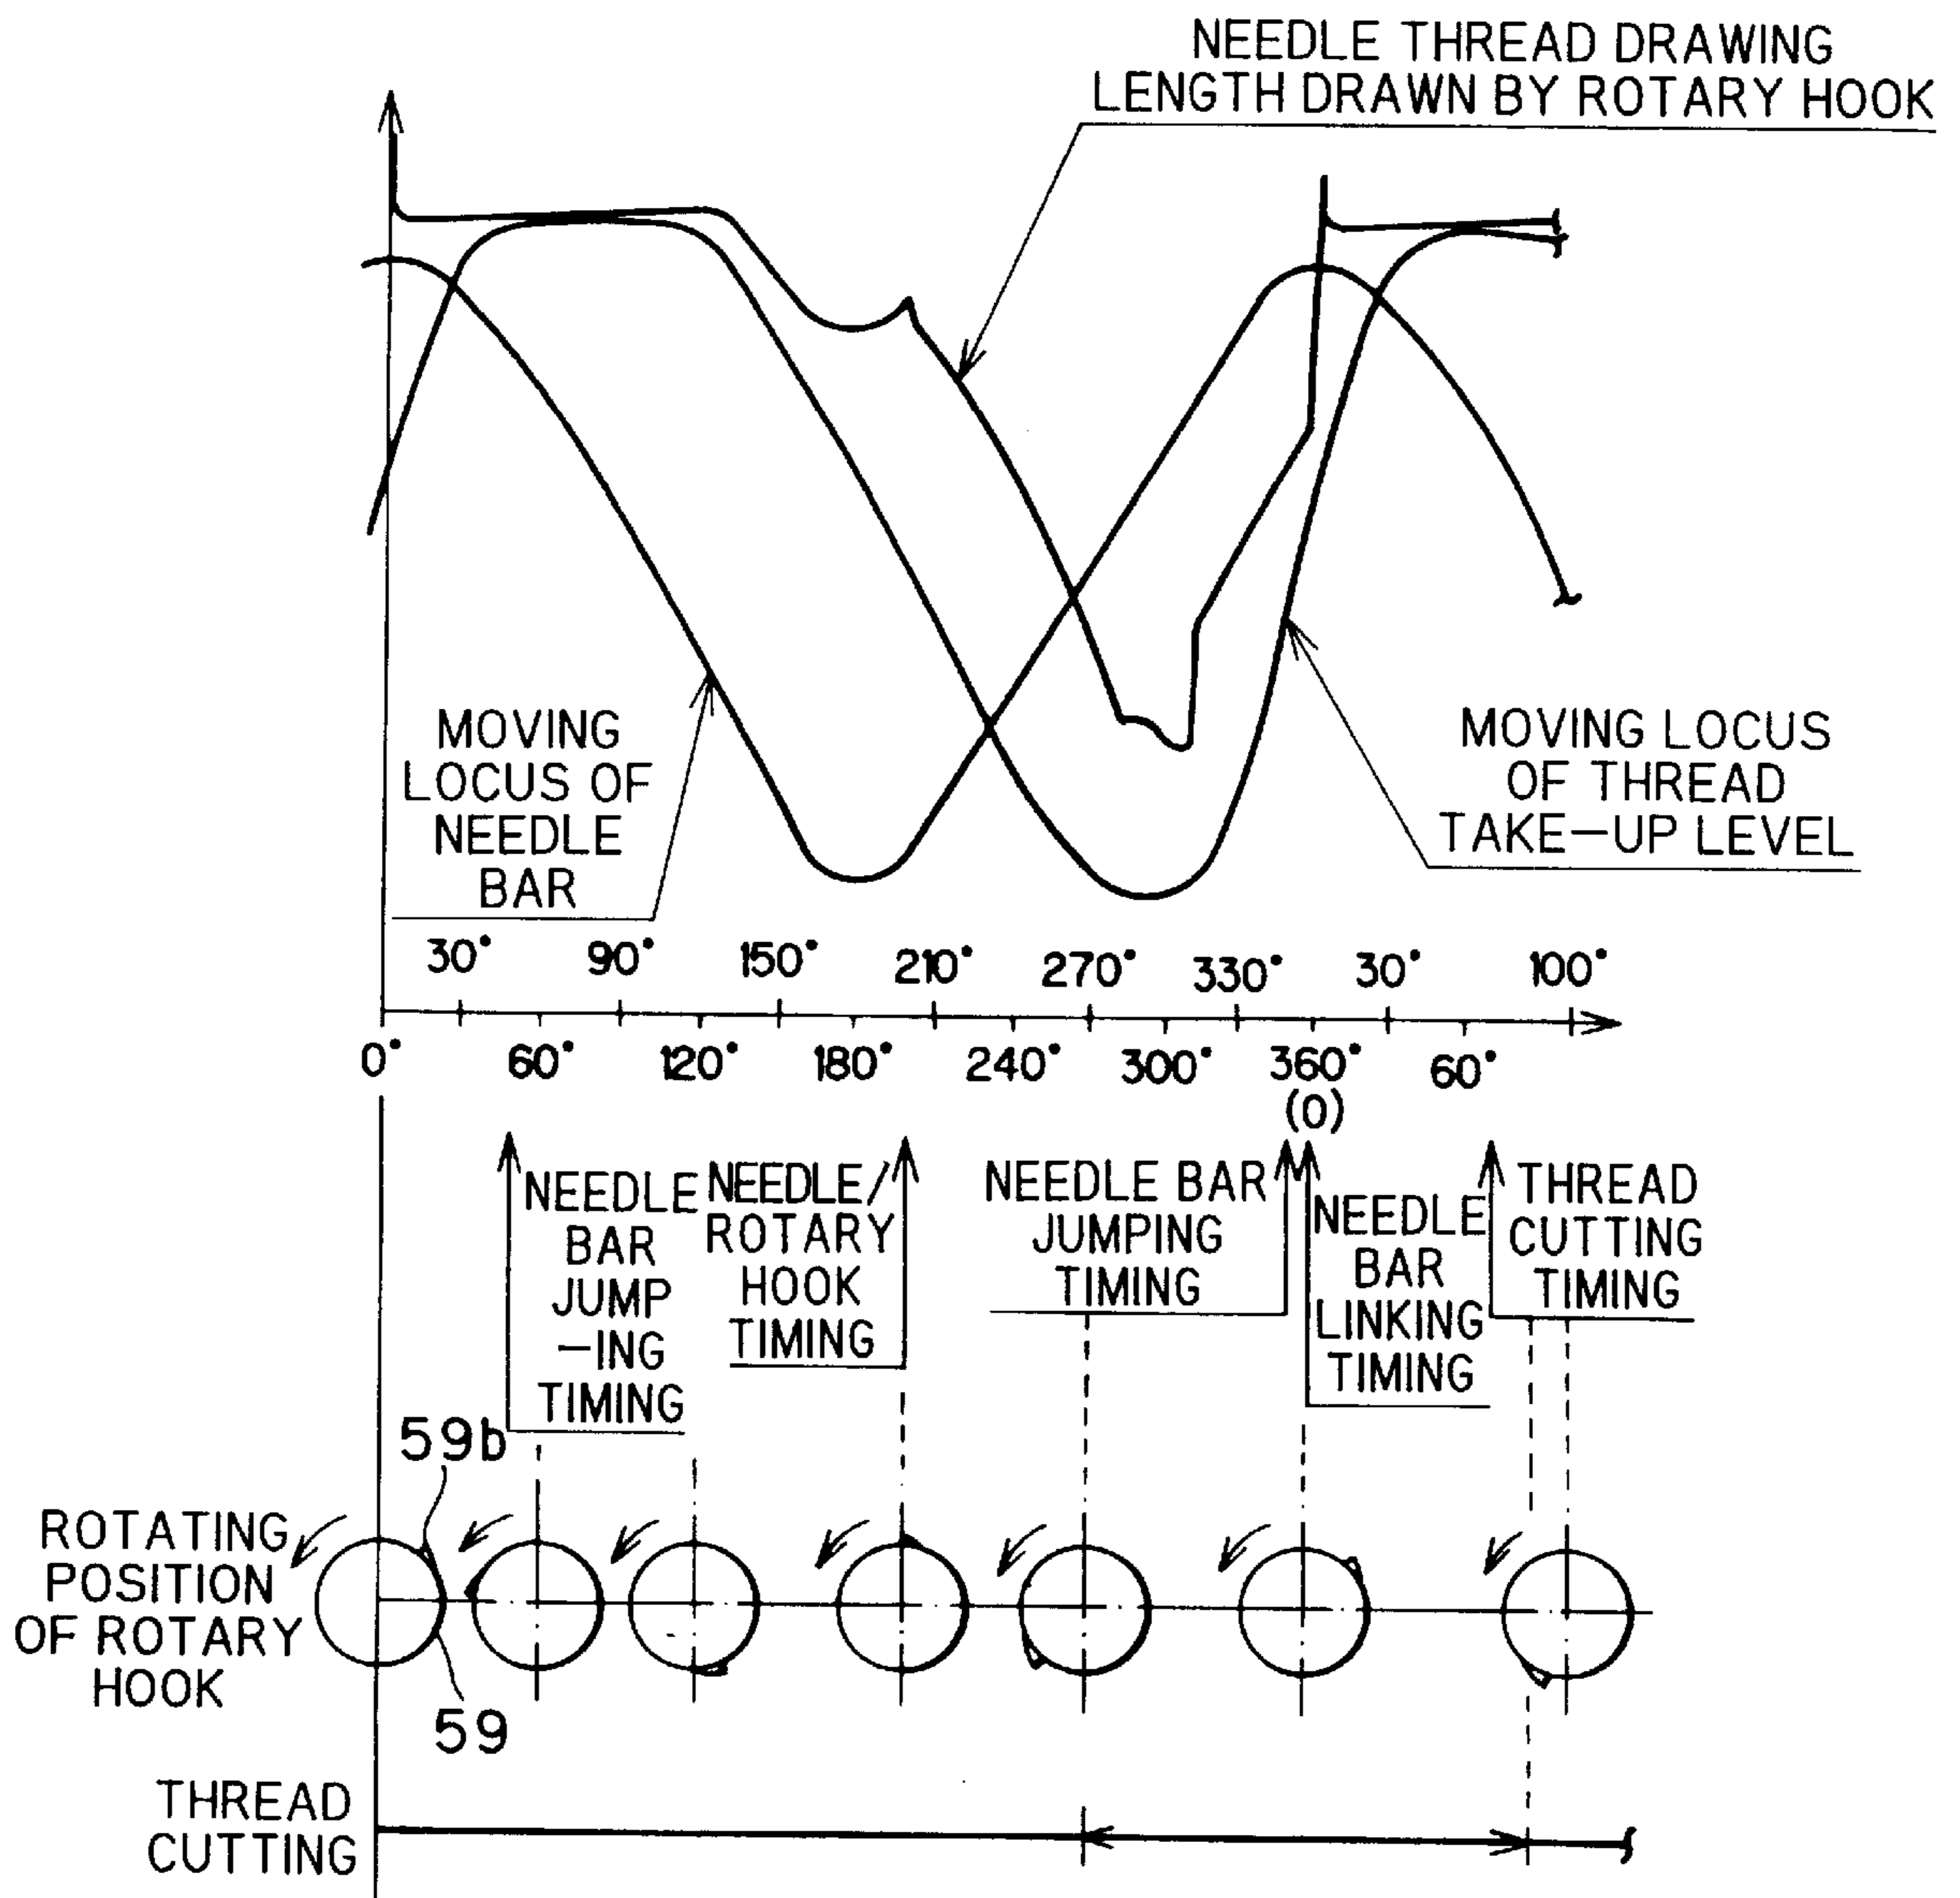 NEEDLE THREAD DRAWING
LENGTH DRAWN BY ROTARY HOOK
MOVING
LOCUS OF
NEEDLE
BAR
MOVING LOCUS
OF THREAD
TAKE-UP LEVEL
30° 90° 150° 210° 270° 330° 30° 100°
0° 60° 120° 180° 240° 300° 360° 60°
(0)
NEEDLE
BAR
JUMP
-ING
TIMING
NEEDLE/
ROTARY
HOOK
TIMING
NEEDLE BAR
JUMPING
TIMING
NEEDLE
BAR
LINKING
TIMING
THREAD
CUTTING
TIMING
59b
ROTATING
POSITION
OF ROTARY
HOOK
59
THREAD
CUTTING